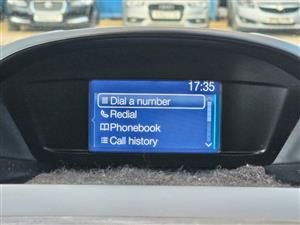 17:35
Dial a number
Redial
Phonebook
Call history